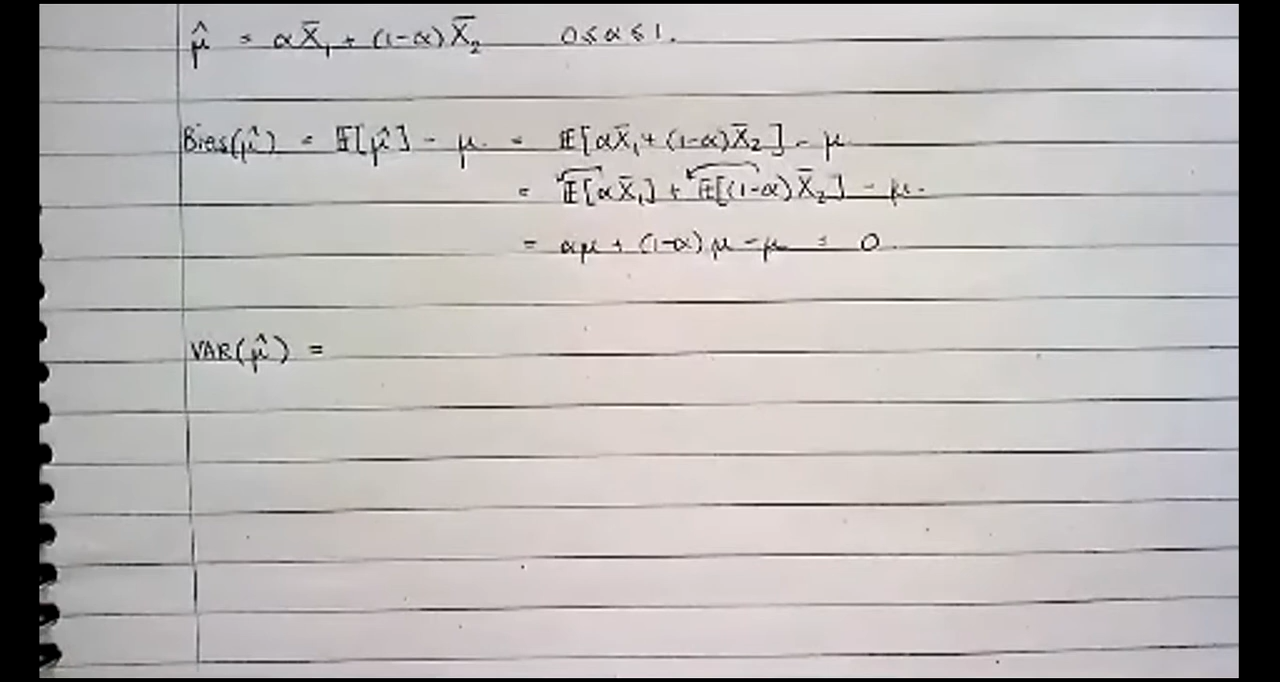 μ̂ = αX̄₁ + (1-α)X̄₂ 0≤α≤1.
Bias(μ̂) = 𝔼[μ̂] - μ = 𝔼[αX̄₁+(1-α)X̄₂] - μ
= 𝔼[αX̄₁] + 𝔼[(1-α)X̄₂] - μ.
= αμ + (1-α)μ - μ = 0
VAR(μ̂) =